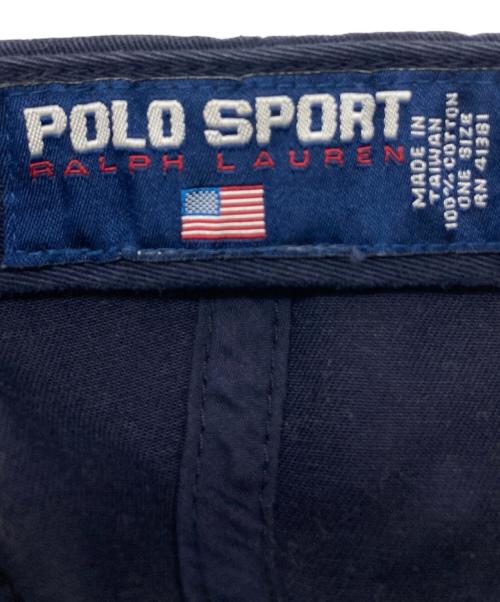 POLO SPORT
RALPH LAUREN
MADE IN
TAIWAN
100% COTTON
ONE SIZE
RN 41381